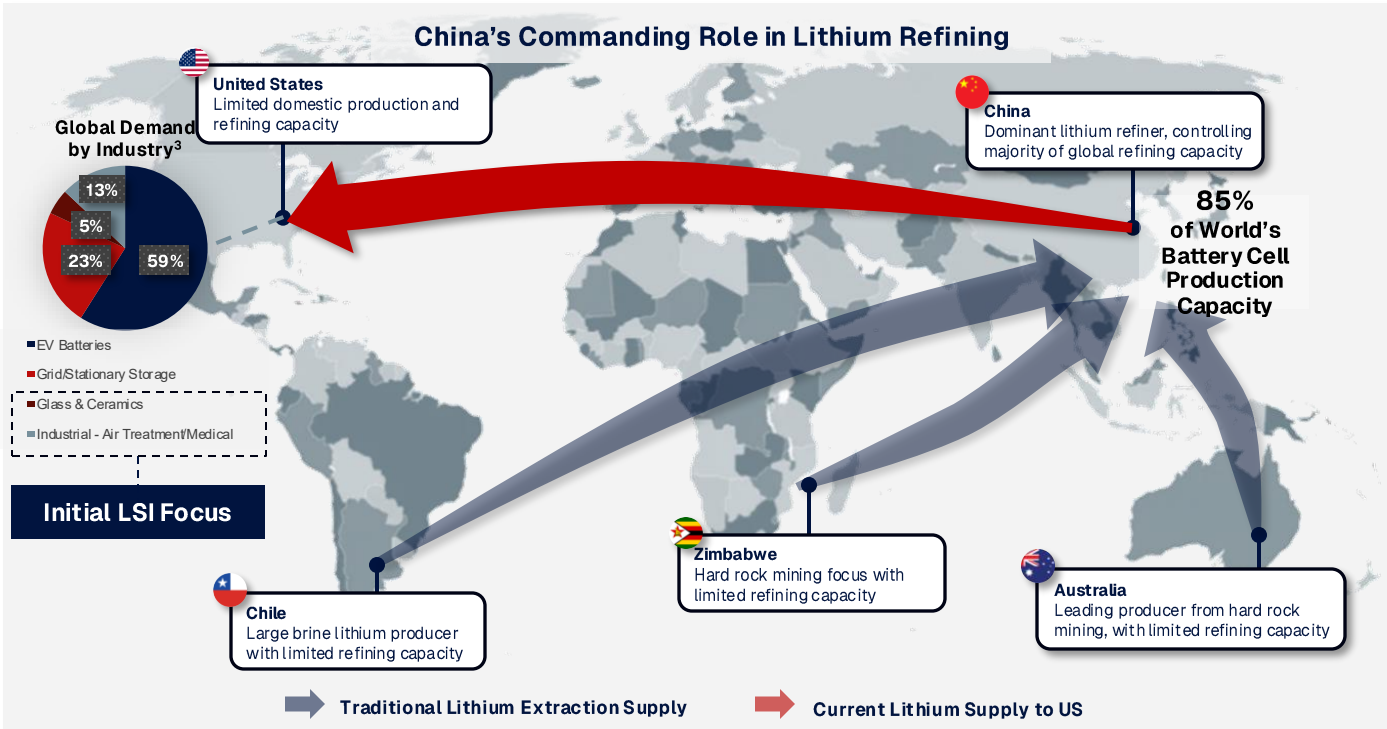 China's Commanding Role in Lithium Refining
United States
Limited domestic production and
refining capacity
China
Dominant lithium refiner, controlling
majority of global refining capacity
Global Demand
by Industry³
13%
5%
23%
59%
85%
of World's
Battery Cell
Production
Capacity
EV Batteries
Grid/Stationary Storage
Glass & Ceramics
Industrial - Air Treatment/Medical
Initial LSI Focus
Zimbabwe
Hard rock mining focus with
limited refining capacity
Australia
Leading producer from hard rock
mining, with limited refining capacity
Chile
Large brine lithium producer
with limited refining capacity
Traditional Lithium Extraction Supply
Current Lithium Supply to US